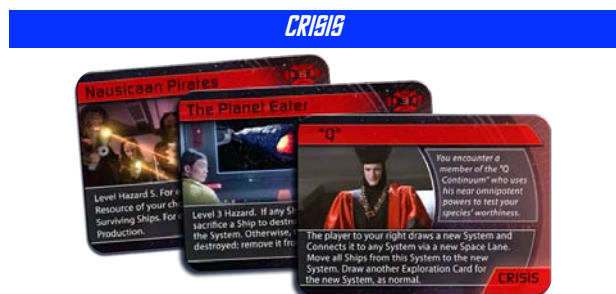 CRISIS
Nausicaan Pirates
5
Level Hazard 5. For e
Resource of your cho
Surviving Ships. For e
Production.
The Planet Eater
3
Level 3 Hazard. If any Sh
sacrifice a Ship to destro
the System. Otherwise,
destroyed; remove it fro
"Q"
You encounter a
member of the "Q
Continuum" who uses
his near omnipotent
powers to test your
species' worthiness.
The player to your right draws a new System and
Connects it to any System via a new Space Lane.
Move all Ships from this System to the new
System. Draw another Exploration Card for
the new System, as normal.
CRISIS